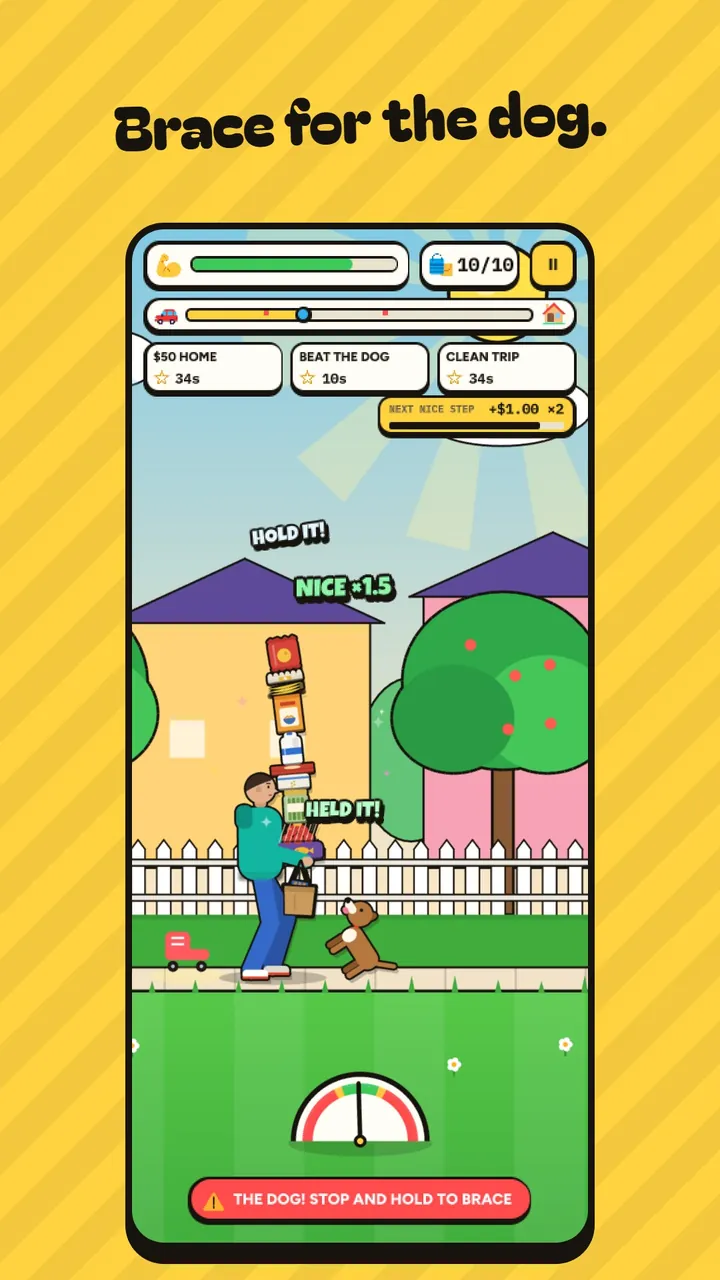 Brace for the dog.
10/10
$50 HOME
34s
BEAT THE DOG
10s
CLEAN TRIP
34s
NEXT NICE STEP +$1.00 ×2
HOLD IT!
NICE ×1.5
HELD IT!
THE DOG! STOP AND HOLD TO BRACE